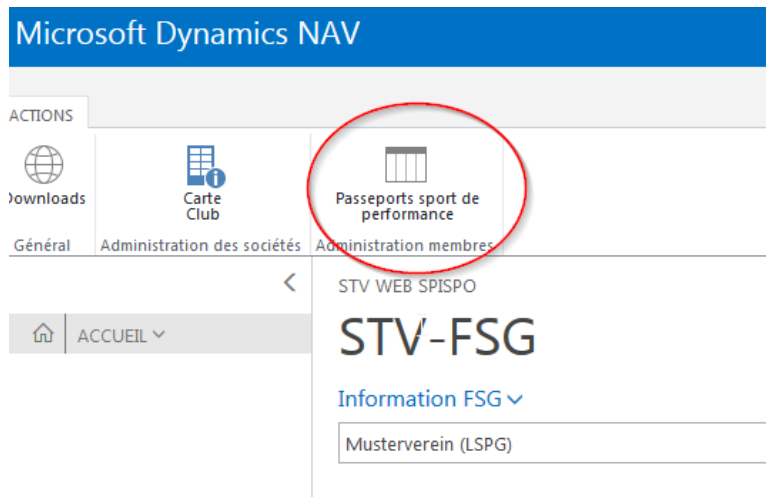 Microsoft Dynamics NAV
ACTIONS
Downloads
Carte
Club
Passeports sport de
performance
Général
Administration des sociétés
Administration membres
STV WEB SPISPO
ACCUEIL
STV-FSG
Information FSG
Musterverein (LSPG)